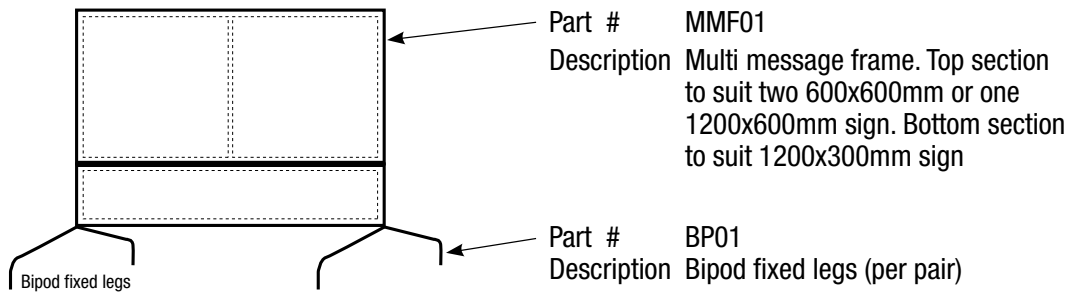 Part # MMF01
Description Multi message frame. Top section
to suit two 600x600mm or one
1200x600mm sign. Bottom section
to suit 1200x300mm sign
Part # BP01
Description Bipod fixed legs (per pair)
Bipod fixed legs